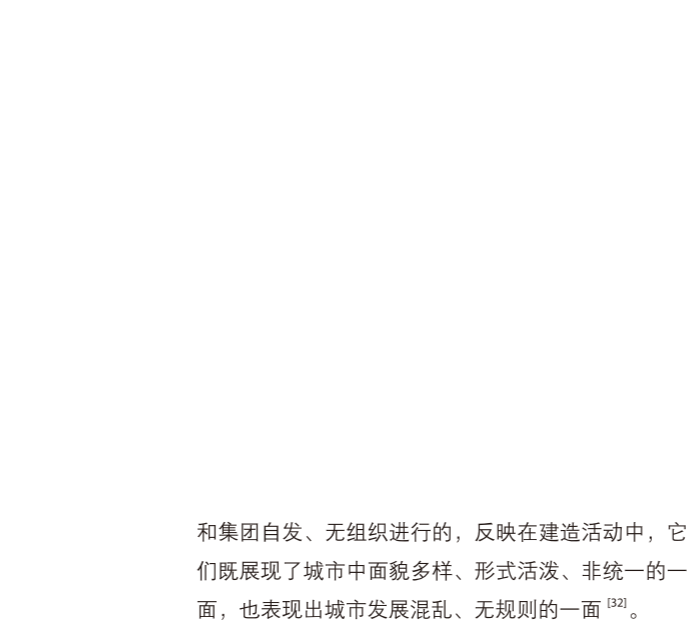 和集团自发、无组织进行的，反映在建造活动中，它
们既展现了城市中面貌多样、形式活泼、非统一的一
面，也表现出城市发展混乱、无规则的一面 [32]。